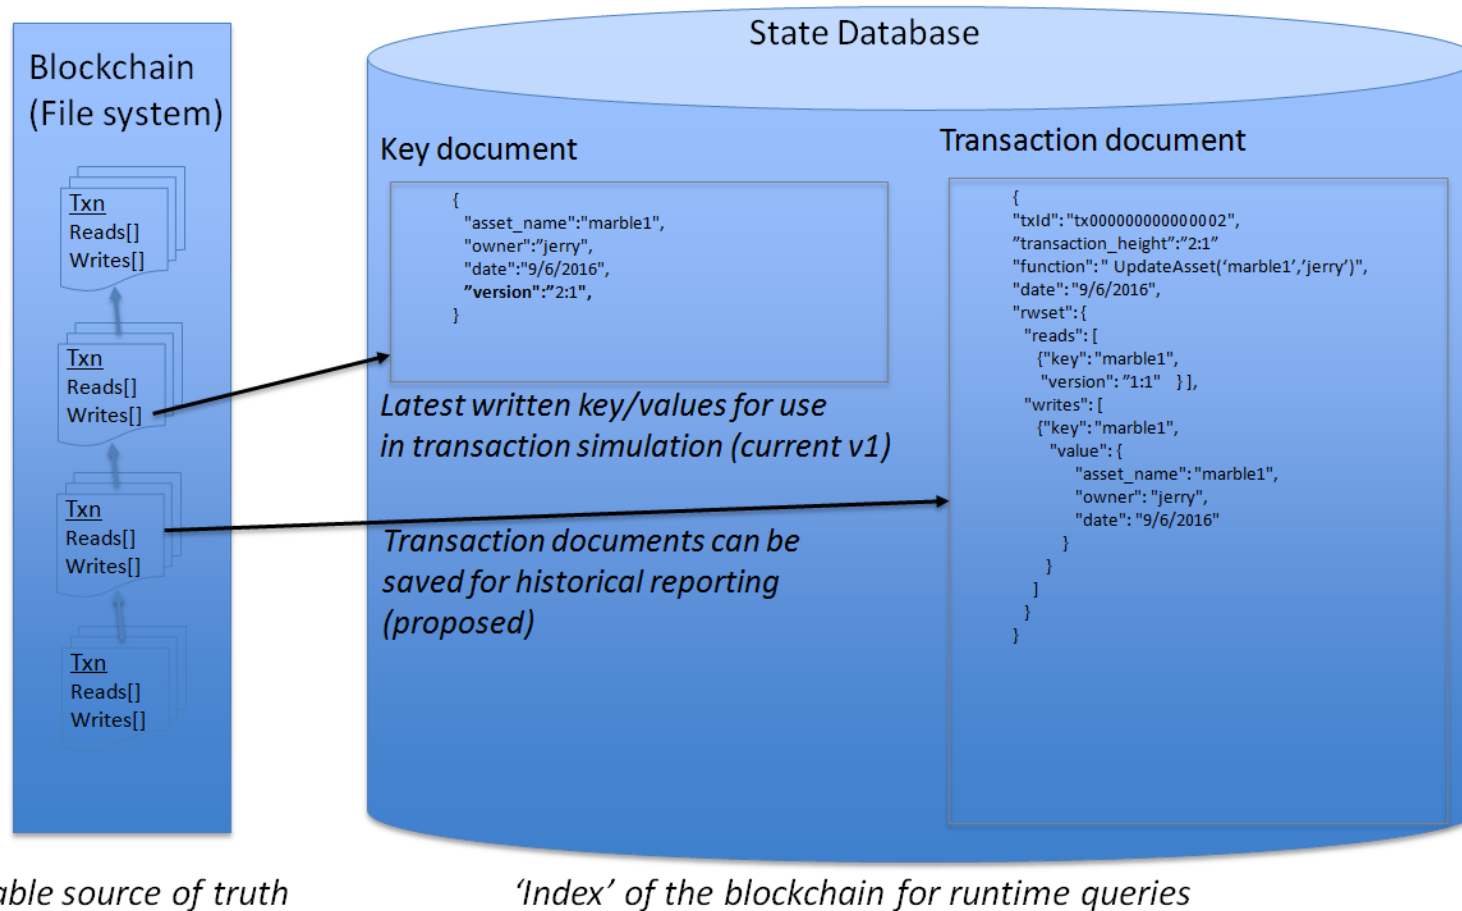 State Database
Blockchain
(File system)
Txn
Reads[]
Writes[]
Txn
Reads[]
Writes[]
Txn
Reads[]
Writes[]
Txn
Reads[]
Writes[]
Key document
{
"asset_name":"marble1",
"owner":”jerry",
"date":"9/6/2016",
”version":”2:1",
}
Latest written key/values for use
in transaction simulation (current v1)
Transaction documents can be
saved for historical reporting
(proposed)
Transaction document
{
"txId": "tx000000000000002",
”transaction_height”:”2:1”
"function": " UpdateAsset(‘marble1’,’jerry’)",
"date": "9/6/2016",
"rwset": {
"reads": [
{"key": "marble1",
"version": ”1:1" } ],
"writes": [
{"key": "marble1",
"value": {
"asset_name": "marble1",
"owner": "jerry",
"date": "9/6/2016"
}
}
]
}
}
able source of truth
‘Index’ of the blockchain for runtime queries